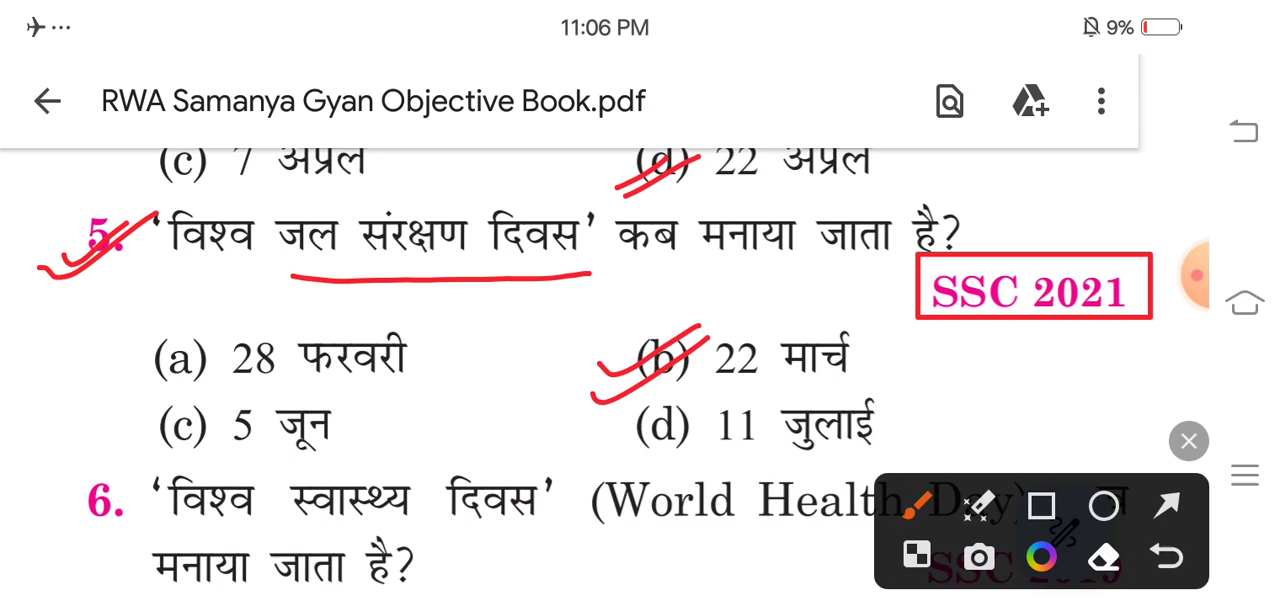 11:06 PM
9%
RWA Samanya Gyan Objective Book.pdf
(c) 7 अप्रैल (d) 22 अप्रैल
5. 'विश्व जल संरक्षण दिवस' कब मनाया जाता है?
SSC 2021
(a) 28 फरवरी (b) 22 मार्च
(c) 5 जून (d) 11 जुलाई
6. 'विश्व स्वास्थ्य दिवस' (World Health Day)
मनाया जाता है?